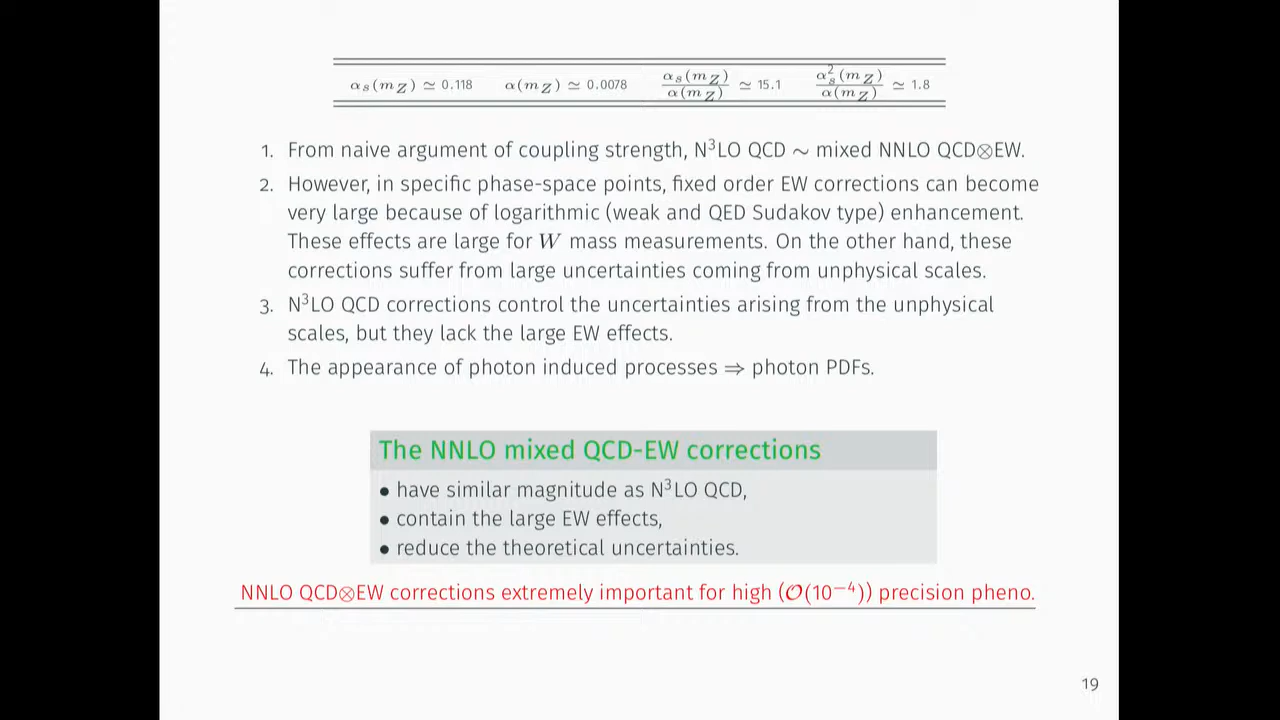 αs(mZ) ≃ 0.118 α(mZ) ≃ 0.0078 αs(mZ)/α(mZ) ≃ 15.1 αs²(mZ)/α(mZ) ≃ 1.8
1. From naive argument of coupling strength, N³LO QCD ∼ mixed NNLO QCD⊗EW.
2. However, in specific phase-space points, fixed order EW corrections can become
very large because of logarithmic (weak and QED Sudakov type) enhancement.
These effects are large for W mass measurements. On the other hand, these
corrections suffer from large uncertainties coming from unphysical scales.
3. N³LO QCD corrections control the uncertainties arising from the unphysical
scales, but they lack the large EW effects.
4. The appearance of photon induced processes ⇒ photon PDFs.
The NNLO mixed QCD-EW corrections
• have similar magnitude as N³LO QCD,
• contain the large EW effects,
• reduce the theoretical uncertainties.
NNLO QCD⊗EW corrections extremely important for high (𝒪(10⁻⁴)) precision pheno.
19